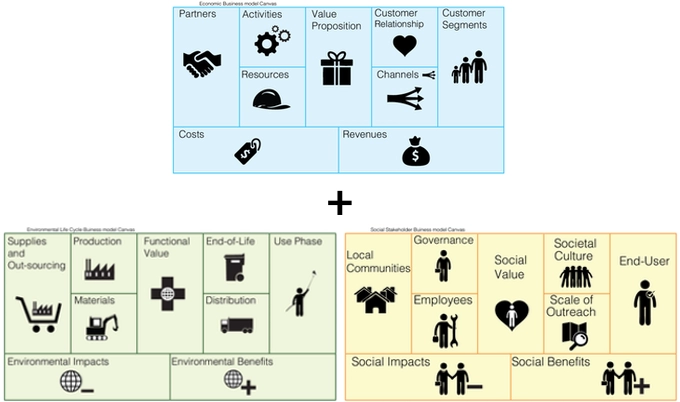 Economic Business model Canvas
Partners
Activities
Value
Proposition
Customer
Relationship
Customer
Segments
Resources
Channels
Costs
$
Revenues
$
+
Environmental Life Cycle Business model Canvas
Supplies
and
Out-sourcing
Production
Functional
Value
End-of-Life
Use Phase
Materials
Distribution
Environmental Impacts
Environmental Benefits
Social Stakeholder Business model Canvas
Local
Communities
Governance
Social
Value
Societal
Culture
End-User
Employees
Scale of
Outreach
Social Impacts
Social Benefits